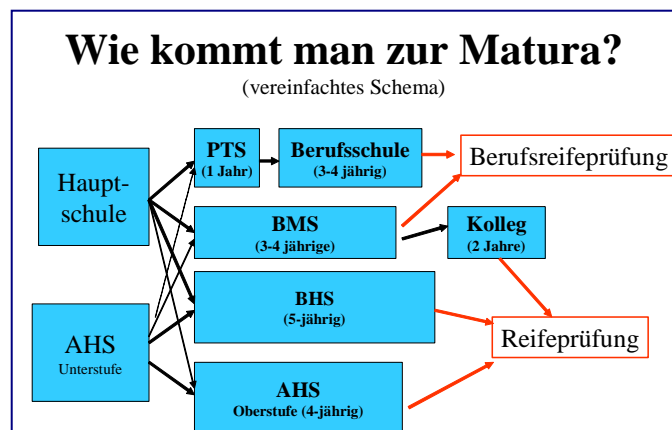 Wie kommt man zur Matura?
(vereinfachtes Schema)
Haupt-
schule
AHS
Unterstufe
PTS
(1 Jahr)
Berufsschule
(3-4 jährig)
BMS
(3-4 jährige)
Kolleg
(2 Jahre)
BHS
(5-jährig)
AHS
Oberstufe (4-jährig)
Berufsreifeprüfung
Reifeprüfung